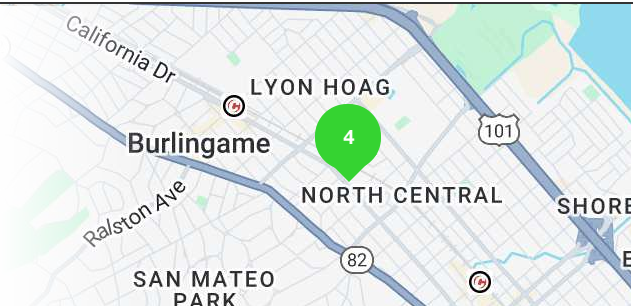 California Dr
LYON HOAG
101
4
Burlingame
NORTH CENTRAL
Ralston Ave
SHORE
82
E
SAN MATEO
PARK